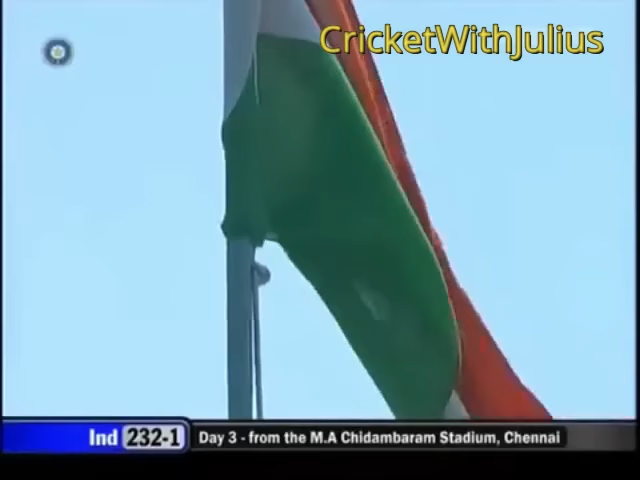 CricketWithJulius
Ind 232-1 Day 3 - from the M.A Chidambaram Stadium, Chennai